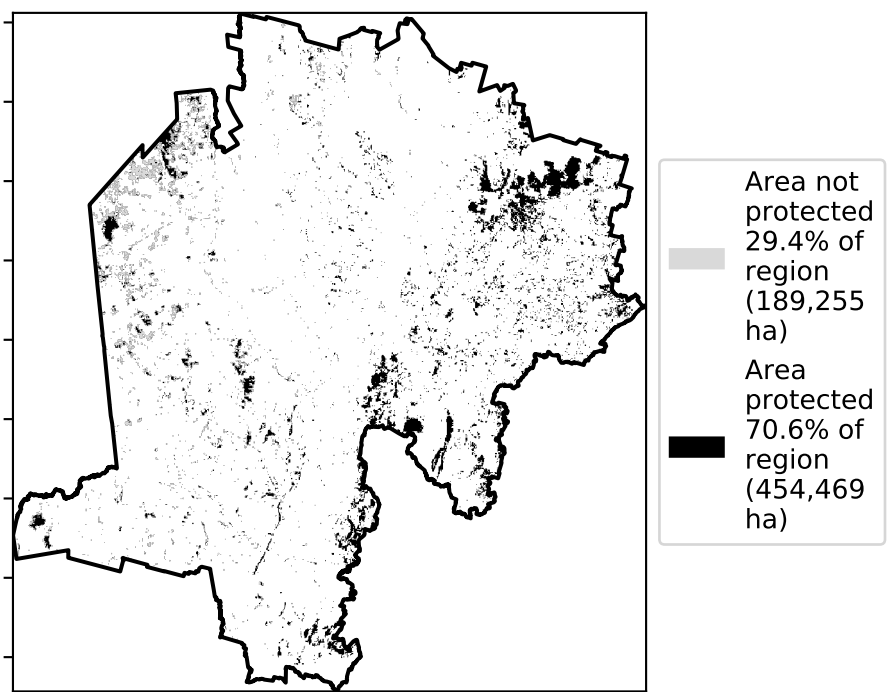 Area not
protected
29.4% of
region
(189,255
ha)
Area
protected
70.6% of
region
(454,469
ha)